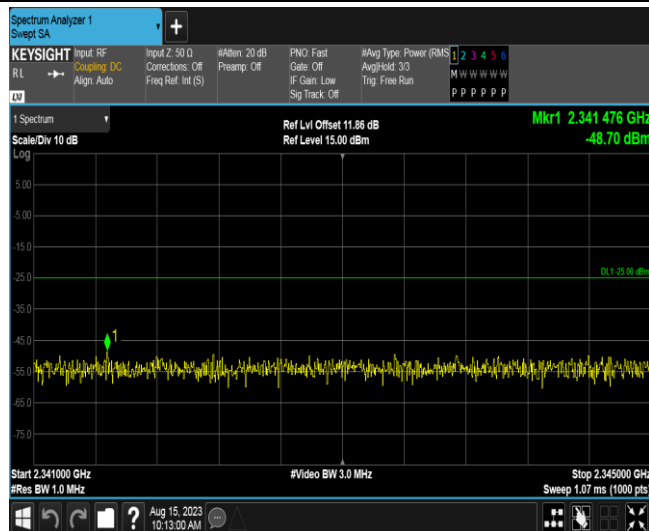 Spectrum Analyzer 1
Swept SA
+
KEYSIGHT
RL
LXI
Input: RF
Coupling: DC
Align: Auto
Input Z: 50 Ω
Corrections: Off
Freq Ref: Int (S)
#Atten: 20 dB
Preamp: Off
PNO: Fast
Gate: Off
IF Gain: Low
Sig Track: Off
#Avg Type: Power (RMS
Avg|Hold: 3/3
Trig: Free Run
1 2 3 4 5 6
M W W W W W
P P P P P P
1 Spectrum
Scale/Div 10 dB
Log
Ref Lvl Offset 11.86 dB
Ref Level 15.00 dBm
Mkr1 2.341 476 GHz
-48.70 dBm
5.00
-5.00
-15.0
-25.0
DL1 -25.00 dBm
-35.0
-45.0
1
-55.0
-65.0
-75.0
Start 2.341000 GHz
#Res BW 1.0 MHz
#Video BW 3.0 MHz
Stop 2.345000 GHz
Sweep 1.07 ms (1000 pts)
?
Aug 15, 2023
10:13:00 AM